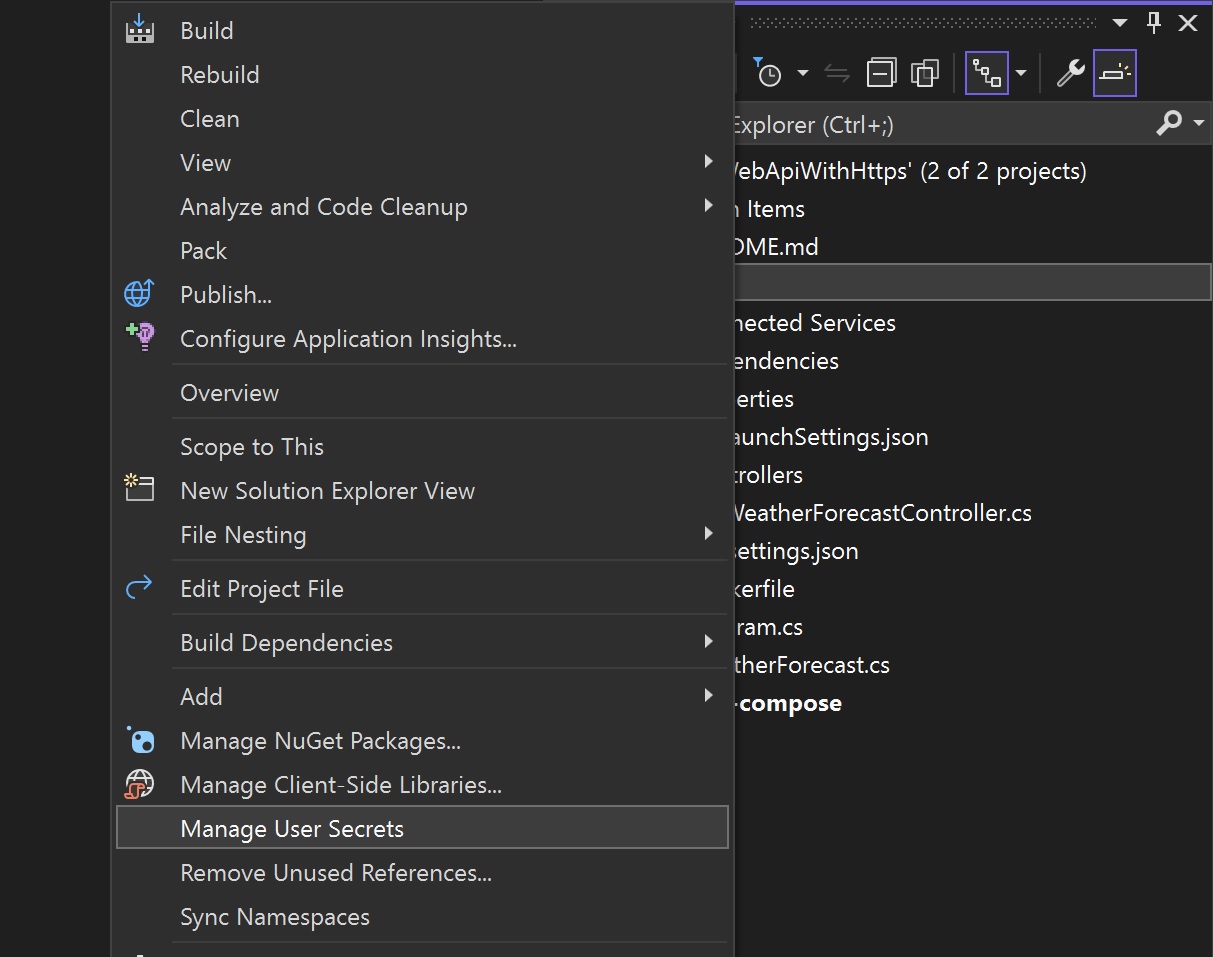 Build
Rebuild
Clean
View
Analyze and Code Cleanup
Pack
Publish...
Configure Application Insights...
Overview
Scope to This
New Solution Explorer View
File Nesting
Edit Project File
Build Dependencies
Add
Manage NuGet Packages...
Manage Client-Side Libraries...
Manage User Secrets
Remove Unused References...
Sync Namespaces
Explorer (Ctrl+;)
ebApiWithHttps' (2 of 2 projects)
Items
OME.md
nected Services
endencies
erties
aunchSettings.json
trollers
WeatherForecastController.cs
settings.json
kerfile
ram.cs
therForecast.cs
-compose